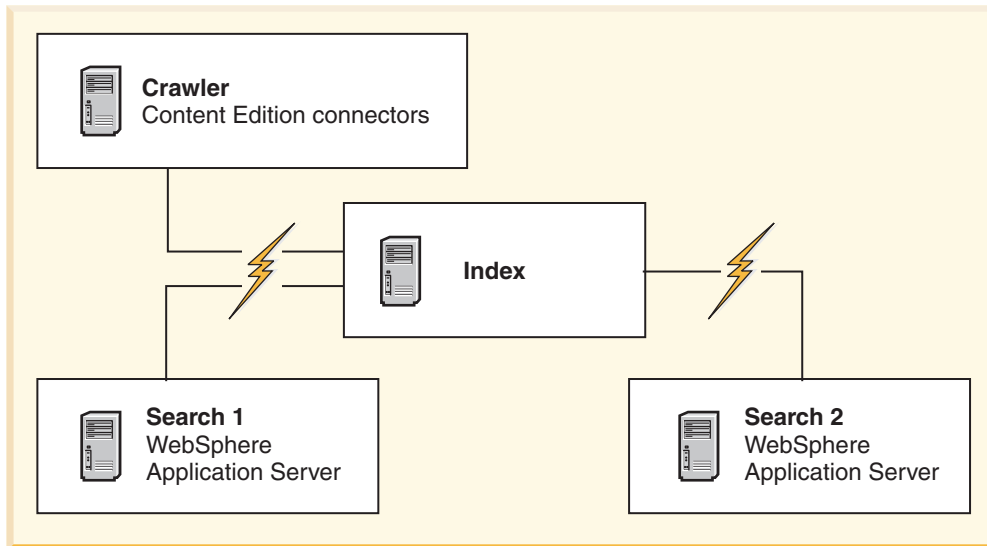 Crawler
Content Edition connectors
Index
Search 1
WebSphere
Application Server
Search 2
WebSphere
Application Server